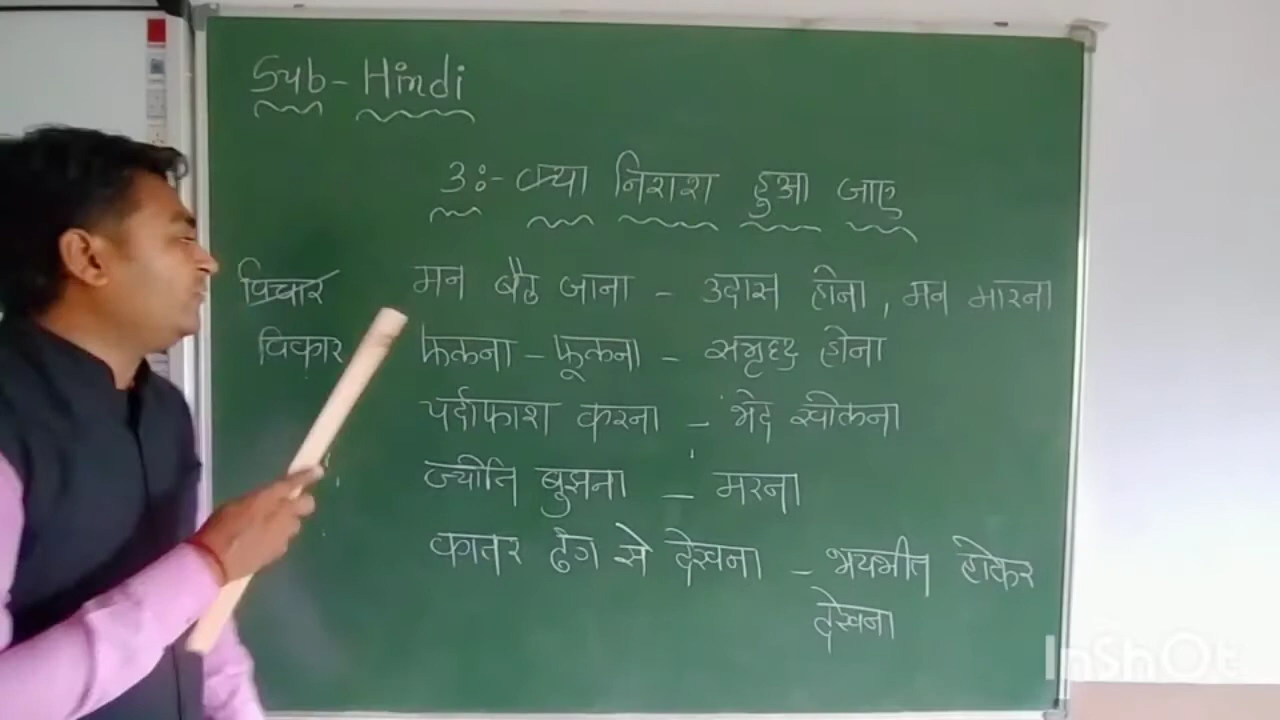 Sub- Hindi
3:- क्या निराश हुआ जाए
विचार मन बैठ जाना - उदास होना, मन मारना
विकार फलना - फूलना - समृद्ध होना
पर्दाफाश करना - भेद खोलना
ज्योति बुझना - मरना
कातर ढंग से देखना - भयभीत होकर
देखना
InShOt